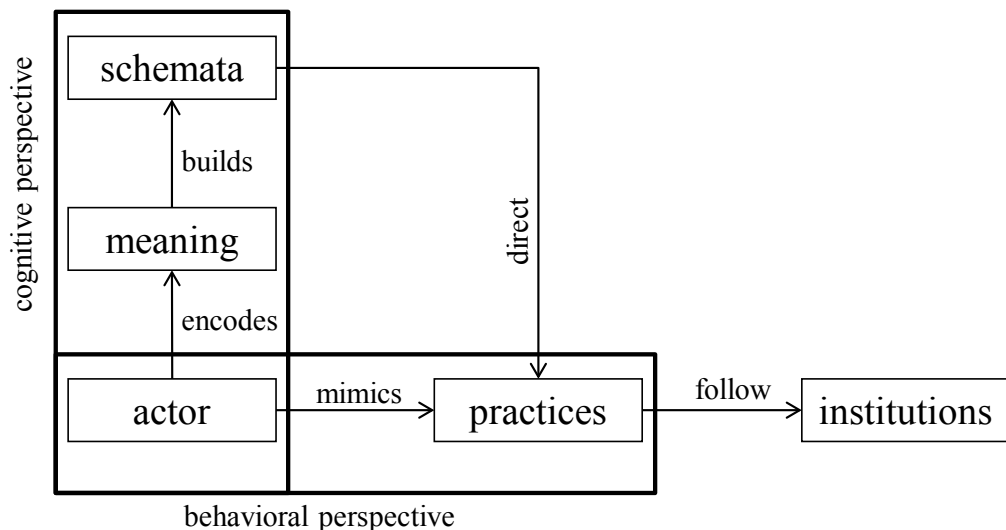 schemata
cognitive perspective
builds
direct
meaning
encodes
actor
mimics
practices
follow
institutions
behavioral perspective